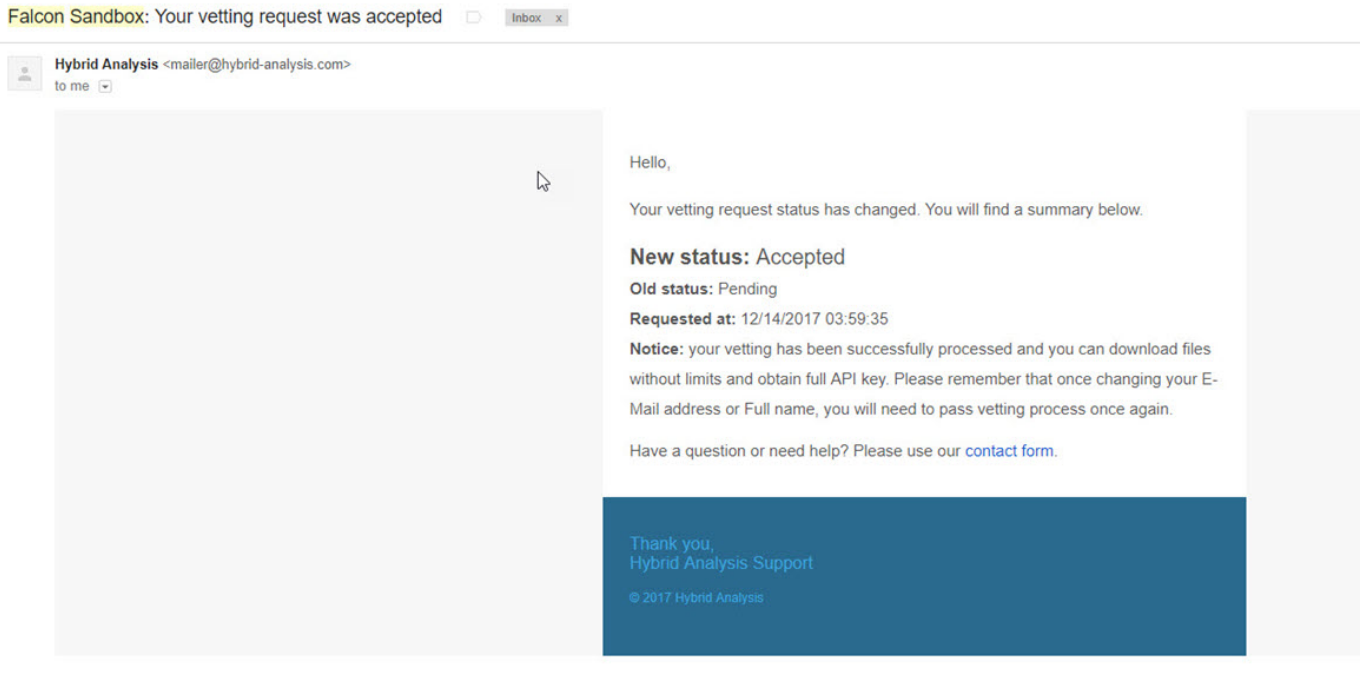 Falcon Sandbox: Your vetting request was accepted Inbox x
Hybrid Analysis <mailer@hybrid-analysis.com>
to me
Hello,
Your vetting request status has changed. You will find a summary below.
New status: Accepted
Old status: Pending
Requested at: 12/14/2017 03:59:35
Notice: your vetting has been successfully processed and you can download files
without limits and obtain full API key. Please remember that once changing your E-
Mail address or Full name, you will need to pass vetting process once again.
Have a question or need help? Please use our contact form.
Thank you,
Hybrid Analysis Support
© 2017 Hybrid Analysis